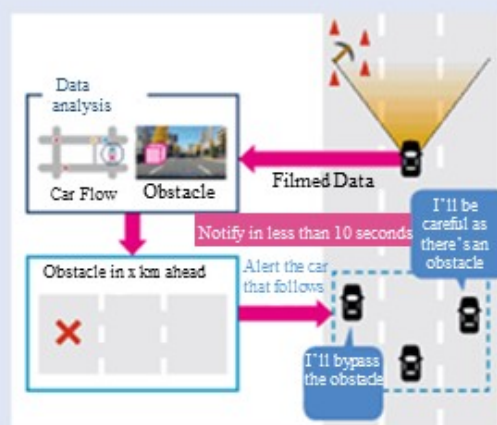 Data
analysis
Car Flow
Obstacle
Filmed Data
I'll be
careful as
there's an
obstacle
Notify in less than 10 seconds
Obstacle in x km ahead
Alert the car
that follows
I'll bypass
the obstacle